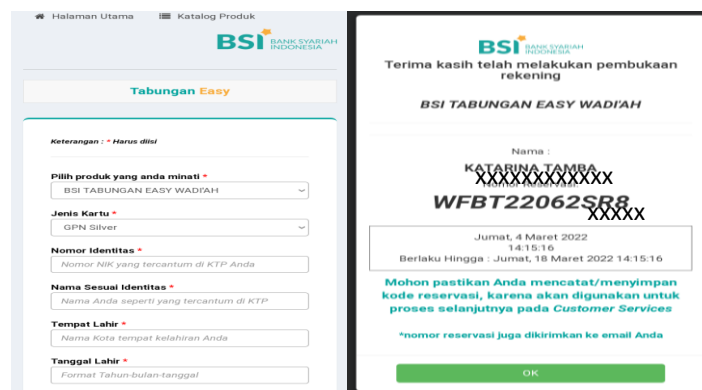 Halaman Utama
Katalog Produk
BSI BANK SYARIAH
INDONESIA
Tabungan Easy
Keterangan : * Harus diisi
Pilih produk yang anda minati *
BSI TABUNGAN EASY WADI'AH
Jenis Kartu *
GPN Silver
Nomor Identitas *
Nomor NIK yang tercantum di KTP Anda
Nama Sesuai Identitas *
Nama Anda seperti yang tercantum di KTP
Tempat Lahir *
Nama Kota tempat kelahiran Anda
Tanggal Lahir *
Format Tahun-bulan-tanggal
BSI BANK SYARIAH
INDONESIA
Terima kasih telah melakukan pembukaan
rekening
BSI TABUNGAN EASY WADI'AH
Nama :
KATARINA TAMBA
XXXXXXXXXXXX
Nomor Reservasi:
WFBT22062SR8
XXXXX
Jumat, 4 Maret 2022
14:15:16
Berlaku Hingga : Jumat, 18 Maret 2022 14:15:16
Mohon pastikan Anda mencatat/menyimpan
kode reservasi, karena akan digunakan untuk
proses selanjutnya pada Customer Services
*nomor reservasi juga dikirimkan ke email Anda
OK